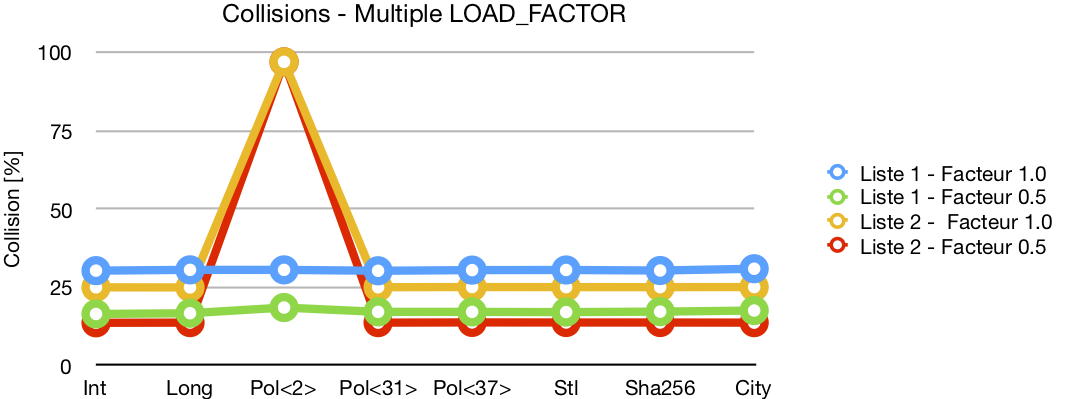 Collisions - Multiple LOAD_FACTOR
Collision [%]
100
75
50
25
0
Int Long Pol<2> Pol<31> Pol<37> Stl Sha256 City
Liste 1 - Facteur 1.0
Liste 1 - Facteur 0.5
Liste 2 -  Facteur 1.0
Liste 2 - Facteur 0.5